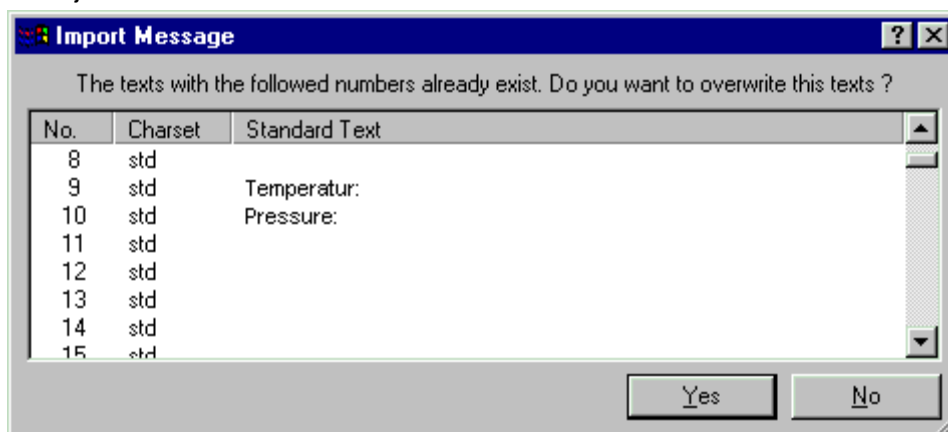 Import Message
The texts with the followed numbers already exist. Do you want to overwrite this texts ?
No. Charset Standard Text
8 std
9 std Temperatur:
10 std Pressure:
11 std
12 std
13 std
14 std
15 std
Yes No